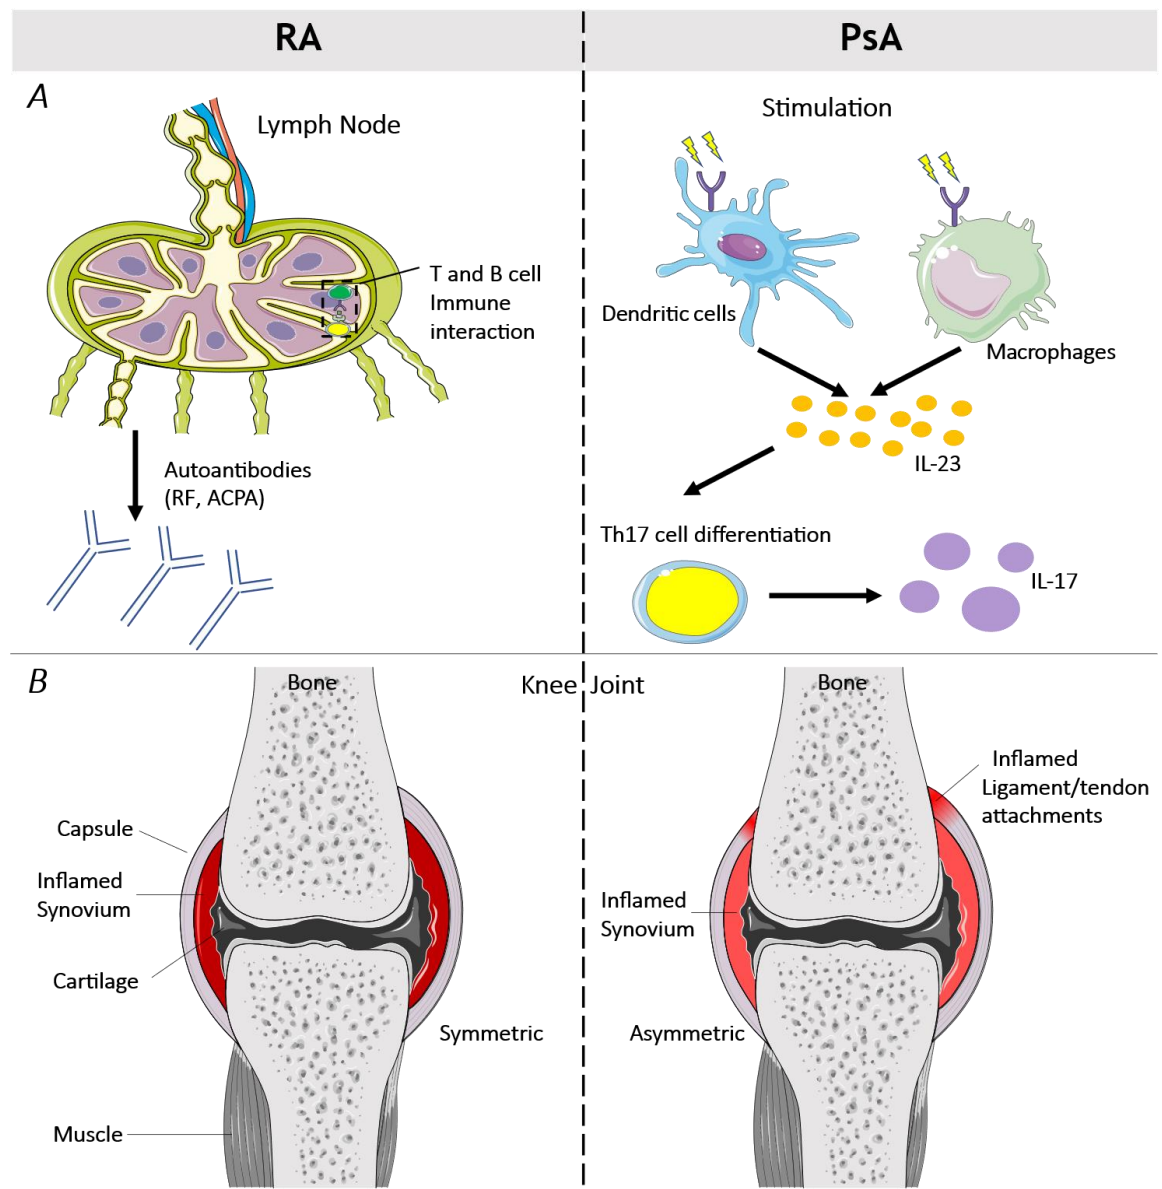 RA
PsA
A
Lymph Node
T and B cell
Immune
interaction
Autoantibodies
(RF, ACPA)
Stimulation
Dendritic cells
Macrophages
IL-23
Th17 cell differentiation
IL-17
B
Knee Joint
Bone
Capsule
Inflamed
Synovium
Cartilage
Symmetric
Muscle
Bone
Inflamed
Ligament/tendon
attachments
Inflamed
Synovium
Asymmetric